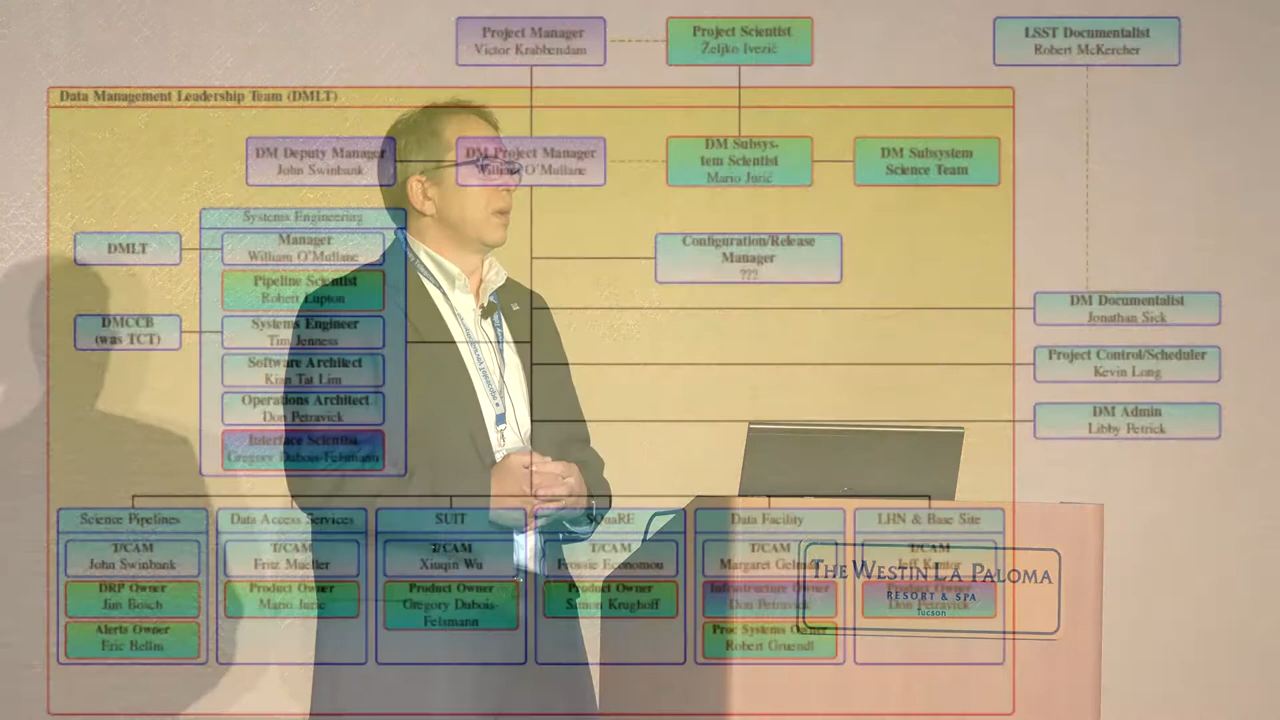 Project Manager
Victor Krabbendam
Project Scientist
Željko Ivezić
LSST Documentalist
Robert McKercher
Data Management Leadership Team (DMLT)
DM Deputy Manager
John Swinbank
DM Project Manager
William O'Mullane
DM Subsys-
tem Scientist
Mario Jurić
DM Subsystem
Science Team
Systems Engineering
DMLT
Manager
William O'Mullane
Configuration/Release
Manager
???
Pipeline Scientist
Robert Lupton
DM Documentalist
Jonathan Sick
DMCCB
(was TCT)
Systems Engineer
Tim Jenness
Software Architect
Kian Tat Lim
Project Control/Scheduler
Kevin Long
Operations Architect
Don Petravick
DM Admin
Libby Petrick
Interface Scientist
Gregory Dubois-Felsmann
Science Pipelines
T/CAM
John Swinbank
DRP Owner
Jim Bosch
Alerts Owner
Eric Bellm
Data Access Services
T/CAM
Fritz Mueller
Product Owner
Mario Juric
SUIT
T/CAM
Xiuqin Wu
Product Owner
Gregory Dubois-
Felsmann
SQuaRE
T/CAM
Frossie Economou
Product Owner
Simon Krughoff
Data Facility
T/CAM
Margaret Gelman
Infrastructure Owner
Don Petravick
Proc Systems Owner
Robert Gruendl
LHN & Base Site
T/CAM
Jeff Kantor
Don Petravick
THE WESTIN LA PALOMA
RESORT & SPA
Tucson